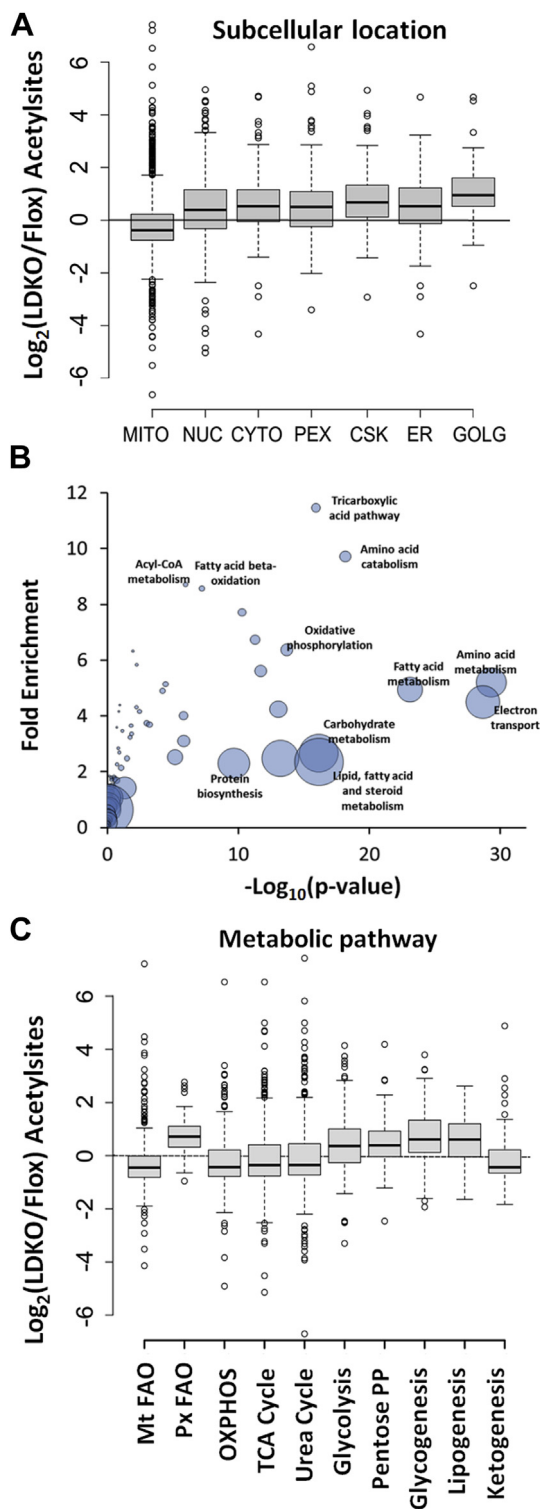 A
Subcellular location
Log2(LDKO/Flox) Acetylsites
6
4
2
0
-2
-4
-6
MITO NUC CYTO PEX CSK ER GOLG
B
Fold Enrichment
12
10
8
6
4
2
0
Tricarboxylic
acid pathway
Amino acid
catabolism
Acyl-CoA
metabolism
Fatty acid beta-
oxidation
Oxidative
phosphorylation
Fatty acid
metabolism
Amino acid
metabolism
Electron
transport
Carbohydrate
metabolism
Protein
biosynthesis
Lipid, fatty acid
and steroid
metabolism
0 10 20 30
-Log10(p-value)
C
Metabolic pathway
Log2(LDKO/Flox) Acetylsites
6
4
2
0
-2
-4
-6
Mt FAO
Px FAO
OXPHOS
TCA Cycle
Urea Cycle
Glycolysis
Pentose PP
Glycogenesis
Lipogenesis
Ketogenesis